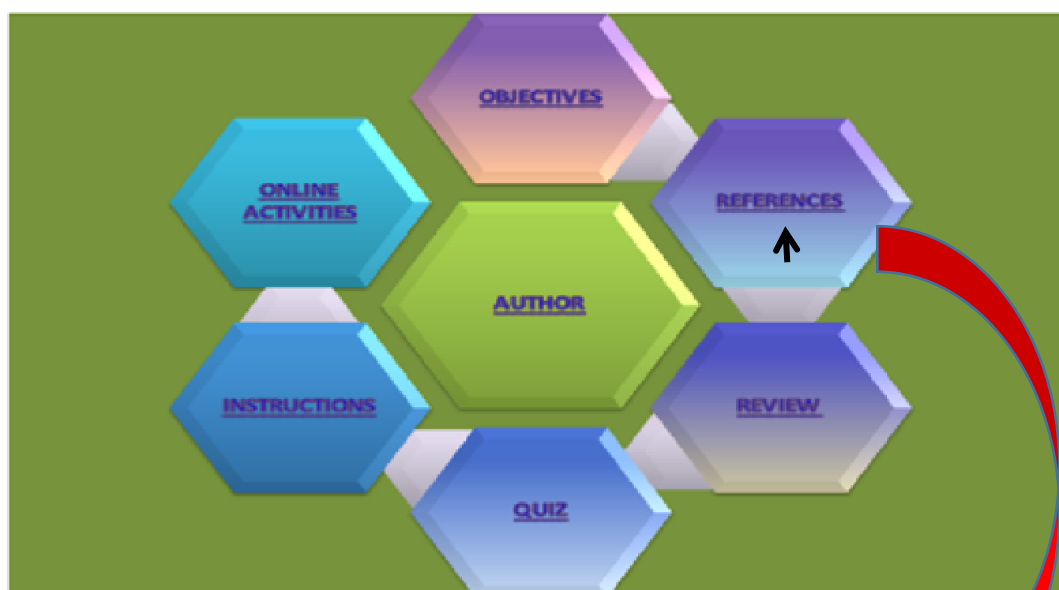 OBJECTIVES
ONLINE
ACTIVITIES
REFERENCES
AUTHOR
INSTRUCTIONS
REVIEW
QUIZ